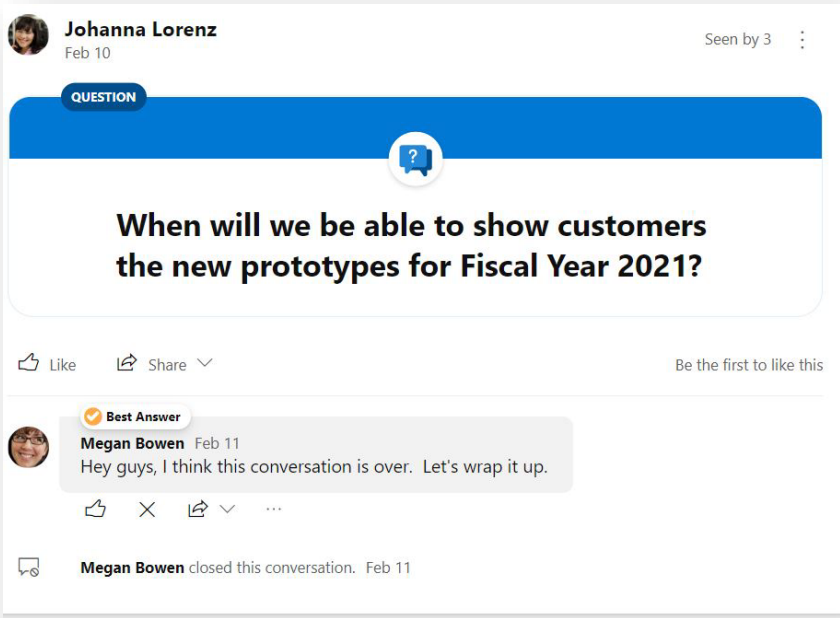 Johanna Lorenz
Feb 10
Seen by 3
QUESTION
?
When will we be able to show customers
the new prototypes for Fiscal Year 2021?
Like Share
Be the first to like this
Best Answer
Megan Bowen Feb 11
Hey guys, I think this conversation is over. Let's wrap it up.
Megan Bowen closed this conversation. Feb 11